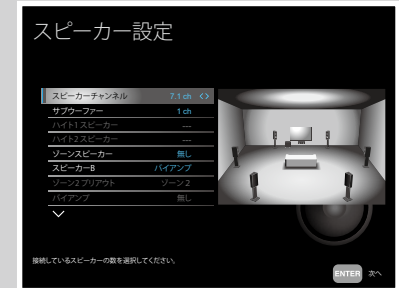 スピーカー設定
スピーカーチャンネル 7.1 ch
サブウーファー 1 ch
ハイト1 スピーカー ---
ハイト2 スピーカー ---
ゾーンスピーカー 無し
スピーカーB バイアンプ
ゾーン2 プリアウト ゾーン 2
バイアンプ 無し
接続しているスピーカーの数を選択してください。
ENTER 次へ